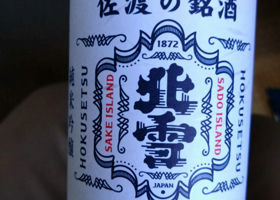 佐渡の銘酒
1872
SAKE ISLAND
SADO ISLAND
HOKUSETSU
HOKUSETSU
北雪
JAPAN